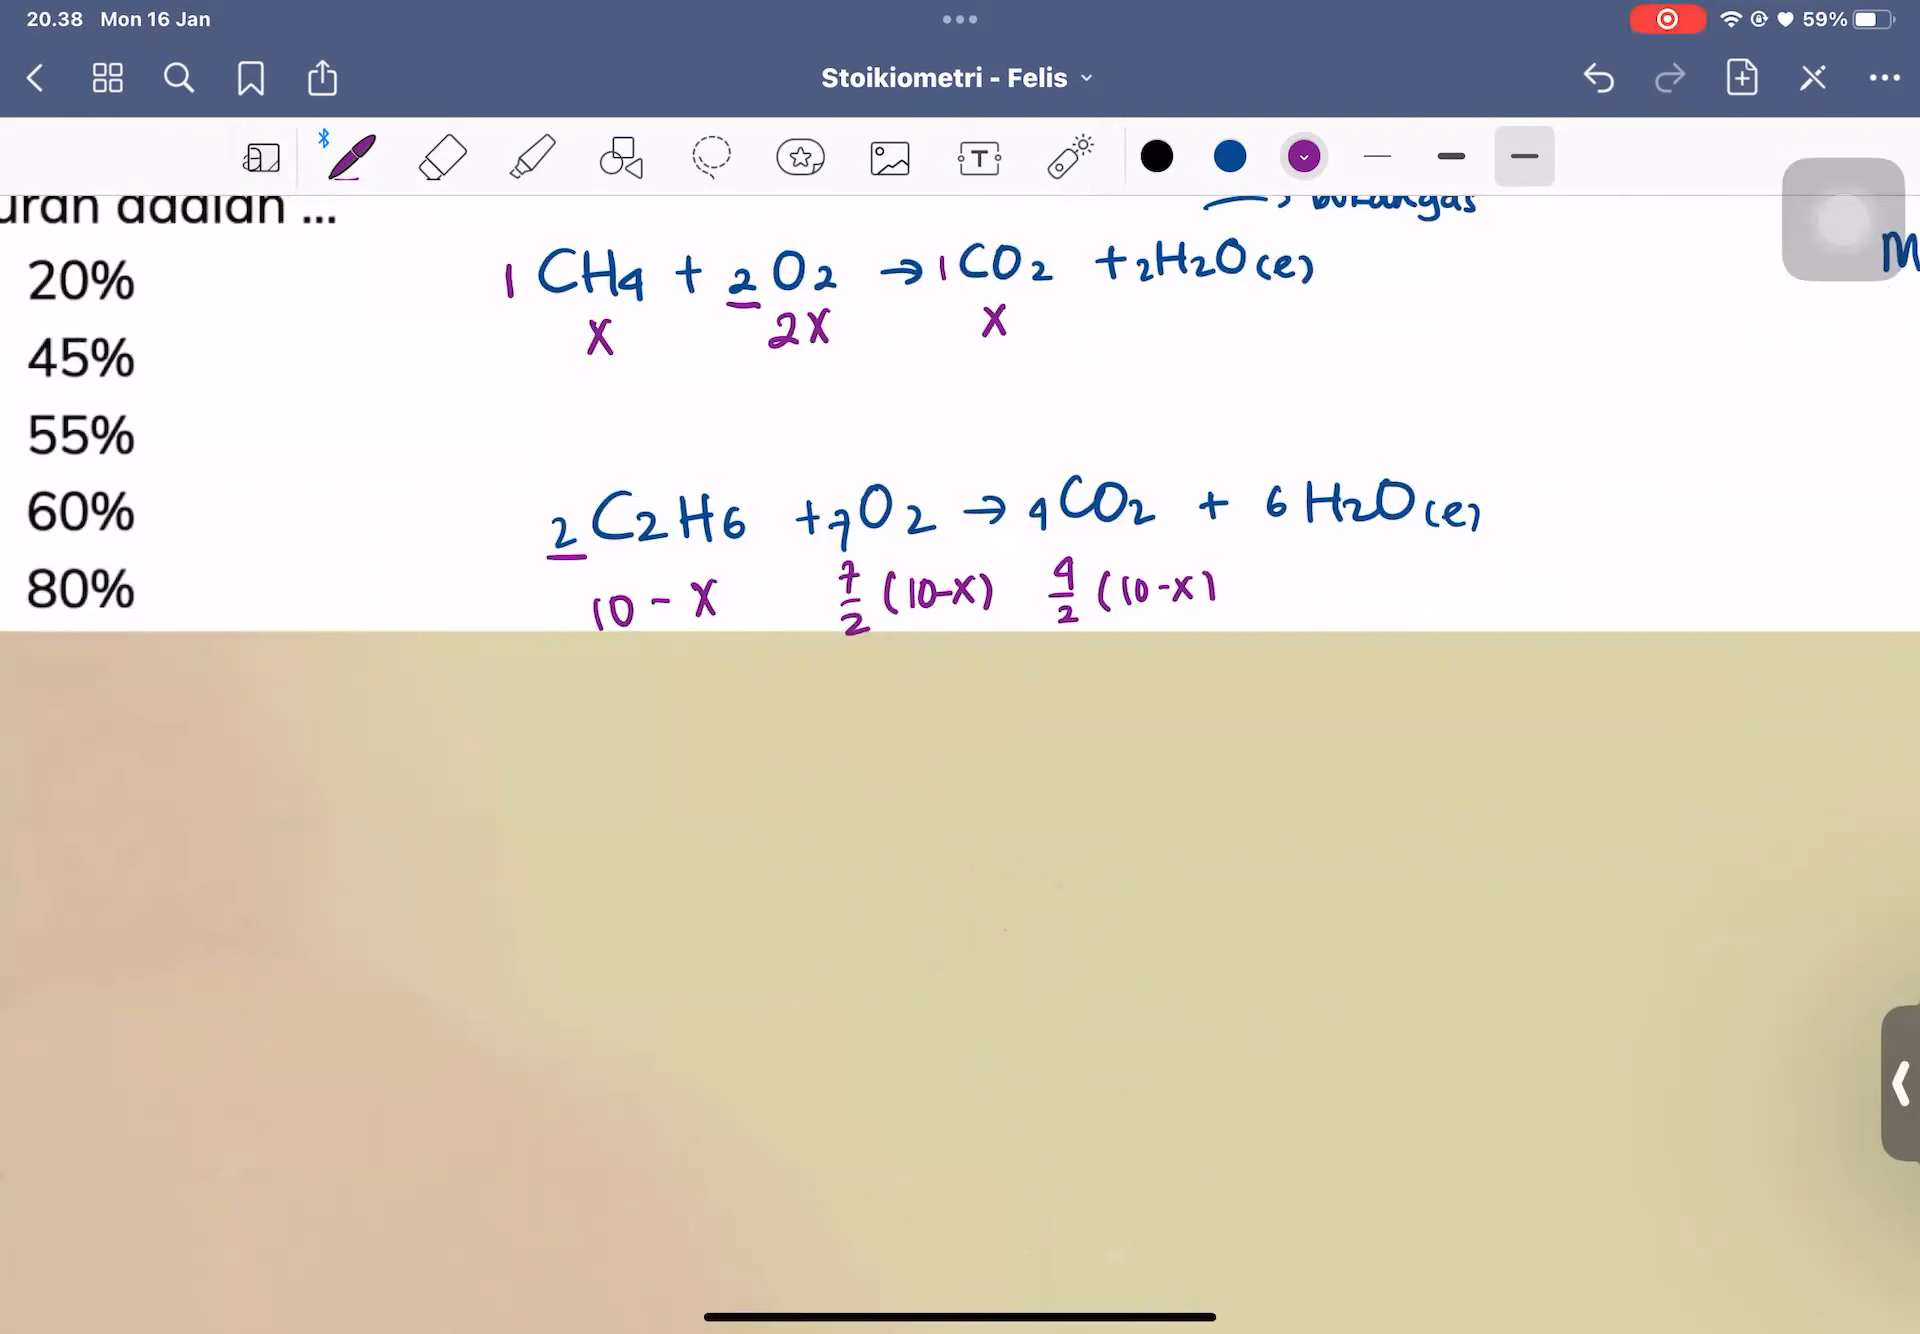 20.38 Mon 16 Jan
59%
Stoikiometri - Felis
uran adalah ...
bukan gas
20%
1 CH4 + 2 O2 → 1 CO2 + 2 H2O (l)
M
x 2x x
45%
55%
60%
2 C2H6 + 7 O2 → 4 CO2 + 6 H2O (l)
80%
10 - x 7/2 (10-x) 4/2 (10-x)